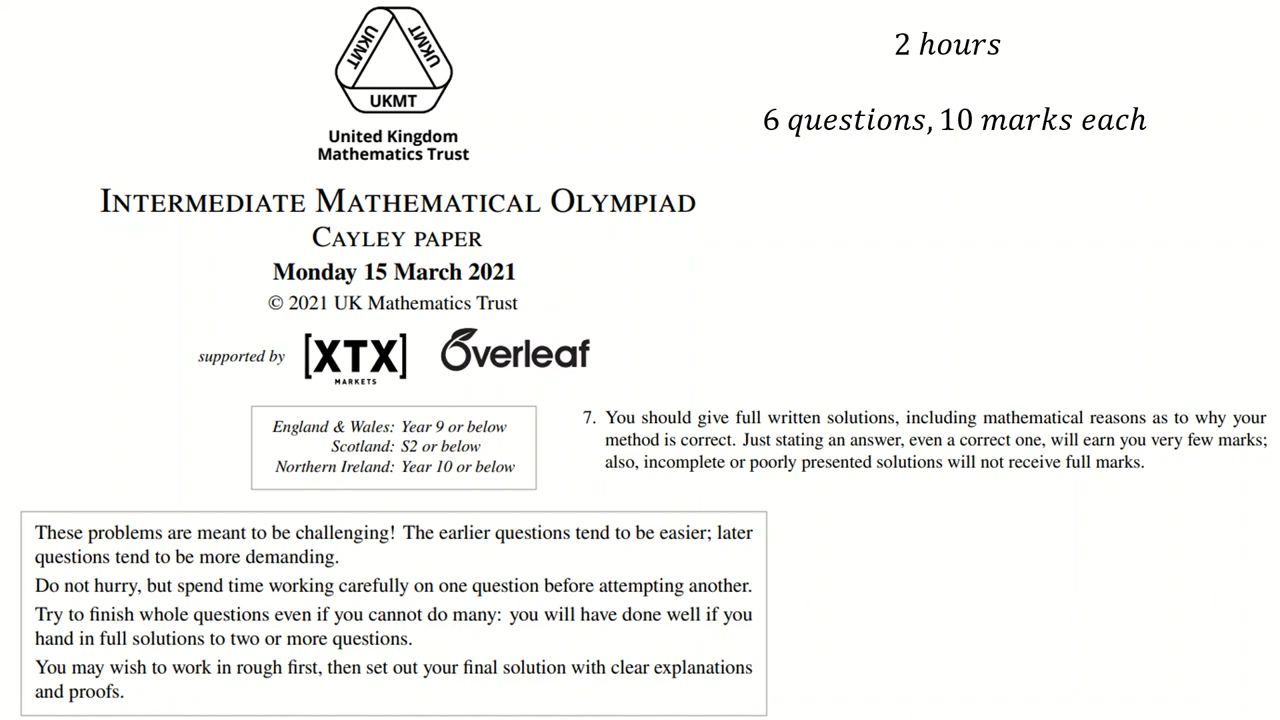 UKMT
UKMT
UKMT
United Kingdom
Mathematics Trust
2 hours
6 questions, 10 marks each
INTERMEDIATE MATHEMATICAL OLYMPIAD
CAYLEY PAPER
Monday 15 March 2021
© 2021 UK Mathematics Trust
supported by [XTX] MARKETS Overleaf
England & Wales: Year 9 or below
Scotland: S2 or below
Northern Ireland: Year 10 or below
7. You should give full written solutions, including mathematical reasons as to why your
method is correct. Just stating an answer, even a correct one, will earn you very few marks;
also, incomplete or poorly presented solutions will not receive full marks.
These problems are meant to be challenging! The earlier questions tend to be easier; later
questions tend to be more demanding.
Do not hurry, but spend time working carefully on one question before attempting another.
Try to finish whole questions even if you cannot do many: you will have done well if you
hand in full solutions to two or more questions.
You may wish to work in rough first, then set out your final solution with clear explanations
and proofs.